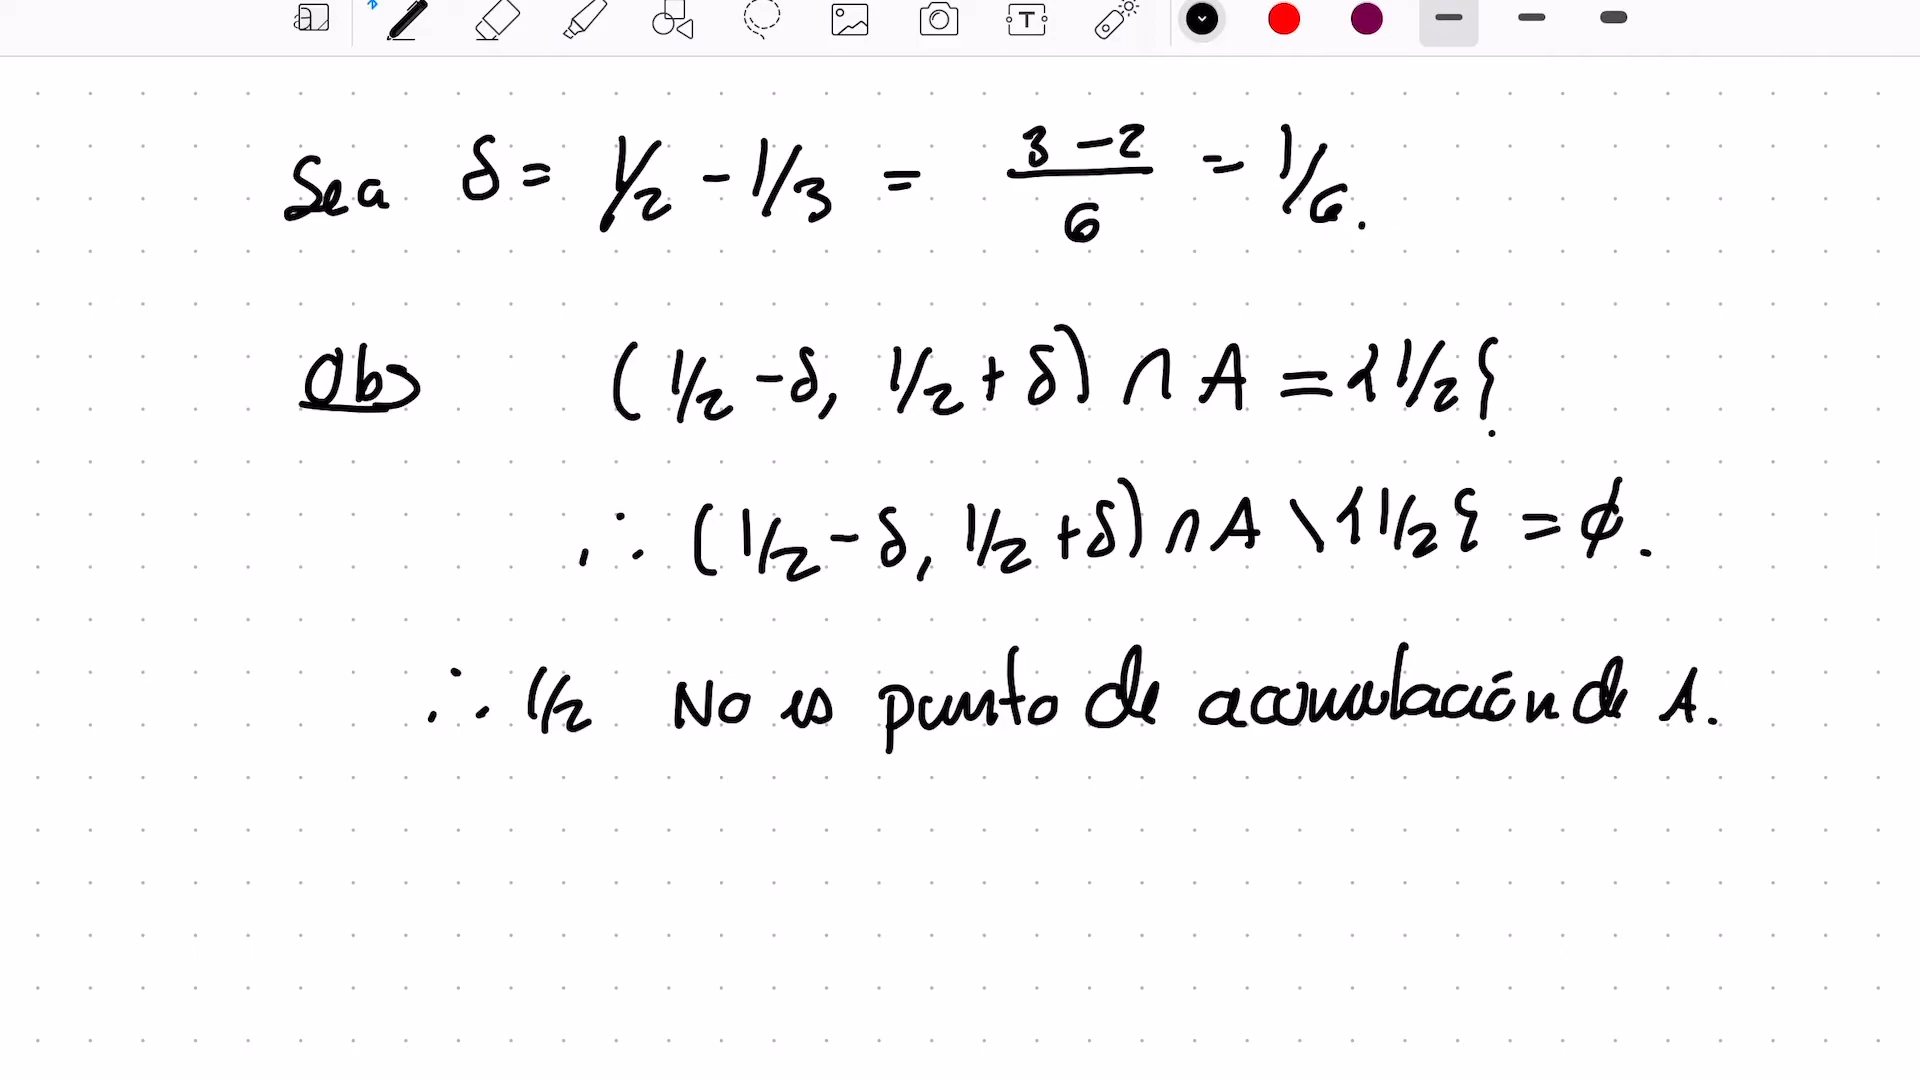 Sea δ = 1/2 - 1/3 = (3 - 2)/6 = 1/6.
Obs (1/2 - δ, 1/2 + δ) ∩ A = {1/2}.
∴ (1/2 - δ, 1/2 + δ) ∩ A \ {1/2} = ∅.
∴ 1/2 No es punto de acumulación de A.